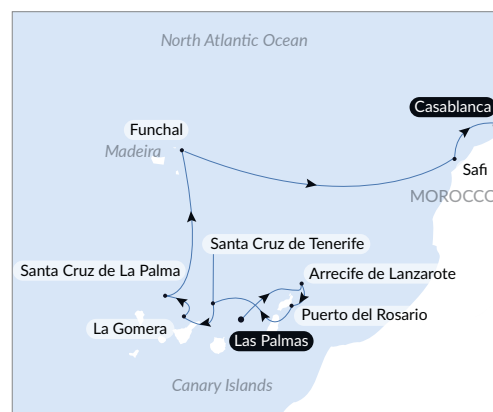 North Atlantic Ocean
Casablanca
Funchal
Madeira
Safi
MOROCCO
Santa Cruz de Tenerife
Santa Cruz de La Palma
Arrecife de Lanzarote
Puerto del Rosario
La Gomera
Las Palmas
Canary Islands